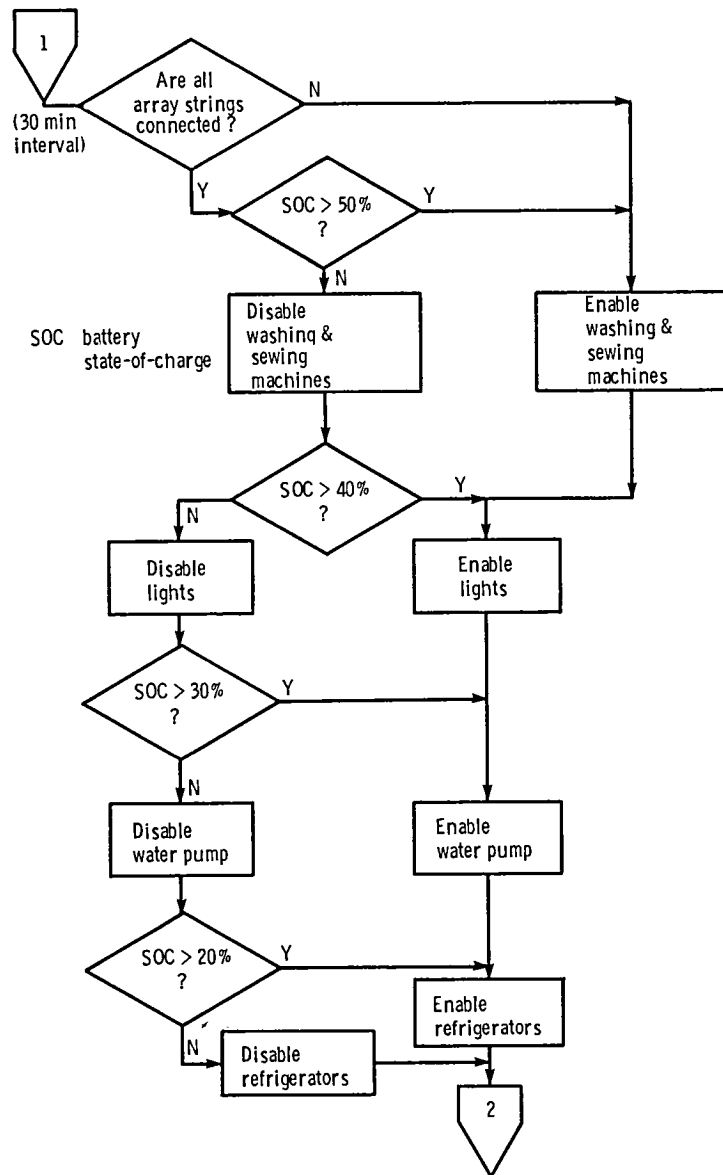 1
(30 min
interval)
Are all
array strings
connected ?
N
Y
SOC > 50%
?
Y
N
SOC battery
state-of-charge
Disable
washing &
sewing
machines
Enable
washing &
sewing
machines
SOC > 40%
?
Y
N
Disable
lights
Enable
lights
SOC > 30%
?
Y
N
Disable
water pump
Enable
water pump
SOC > 20%
?
Y
N
Enable
refrigerators
Disable
refrigerators
2